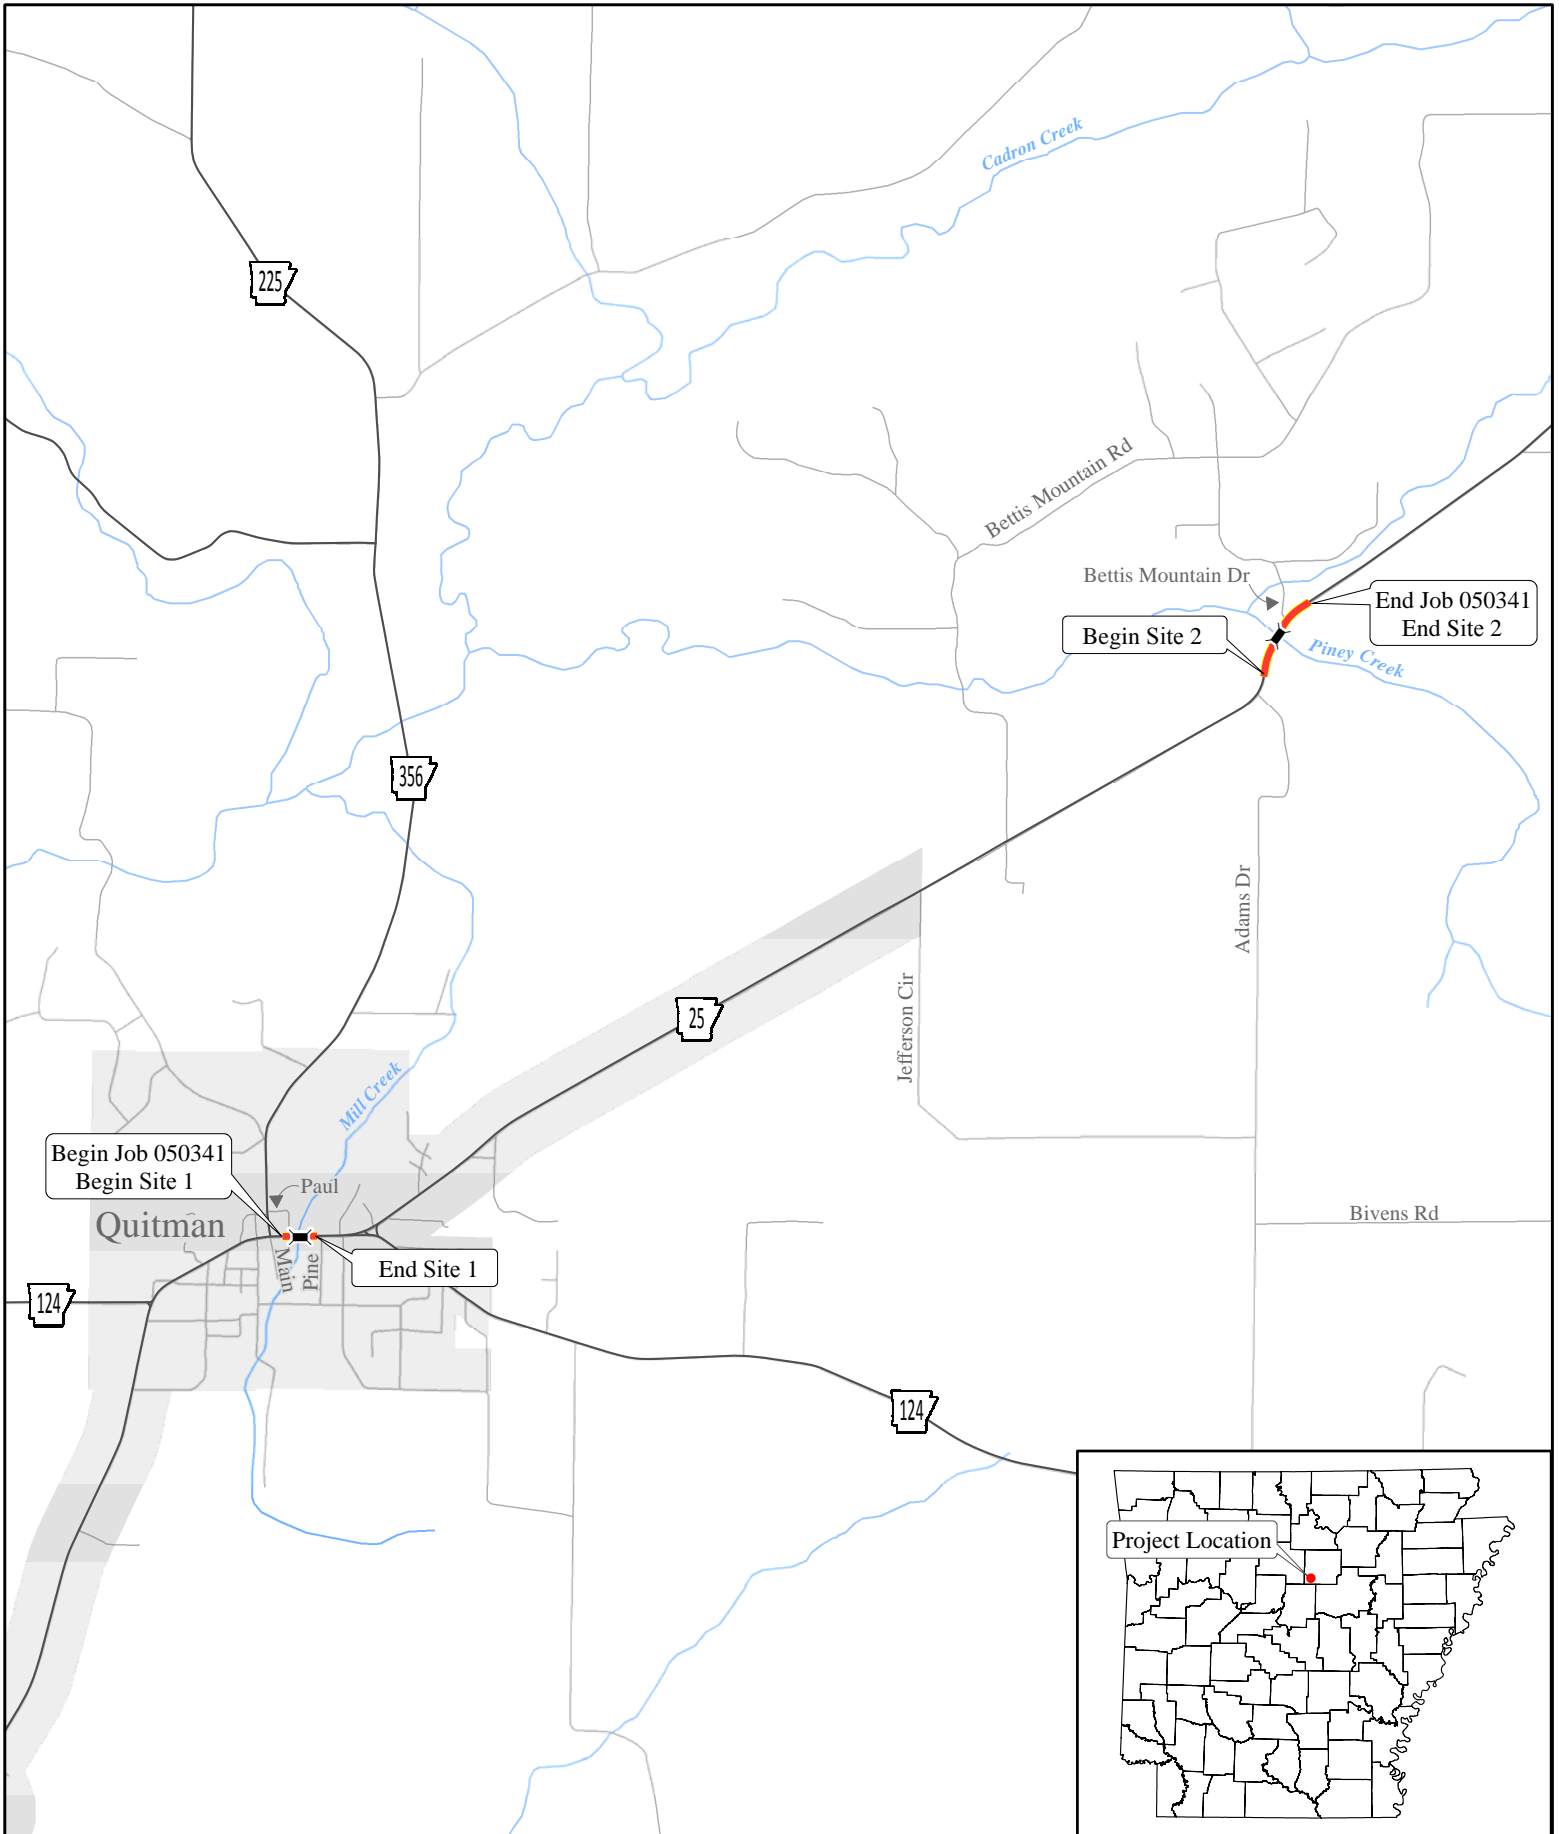 Cadron Creek
225
Bettis Mountain Rd
Bettis Mountain Dr
End Job 050341
End Site 2
Begin Site 2
Piney Creek
356
Adams Dr
25
Jefferson Cir
Mill Creek
Begin Job 050341
Begin Site 1
Paul
Quitman
Bivens Rd
Main
Pine
End Site 1
124
124
Project Location